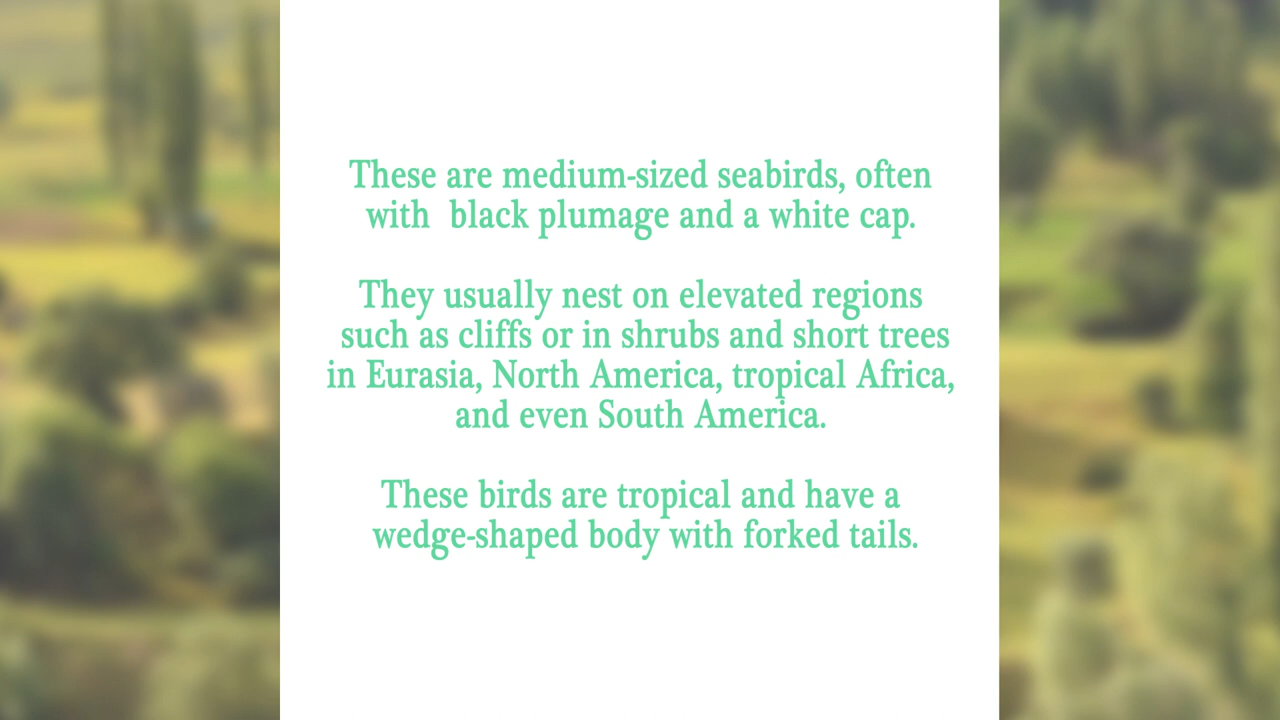 These are medium-sized seabirds, often
with  black plumage and a white cap.
They usually nest on elevated regions
such as cliffs or in shrubs and short trees
in Eurasia, North America, tropical Africa,
and even South America.
These birds are tropical and have a
wedge-shaped body with forked tails.